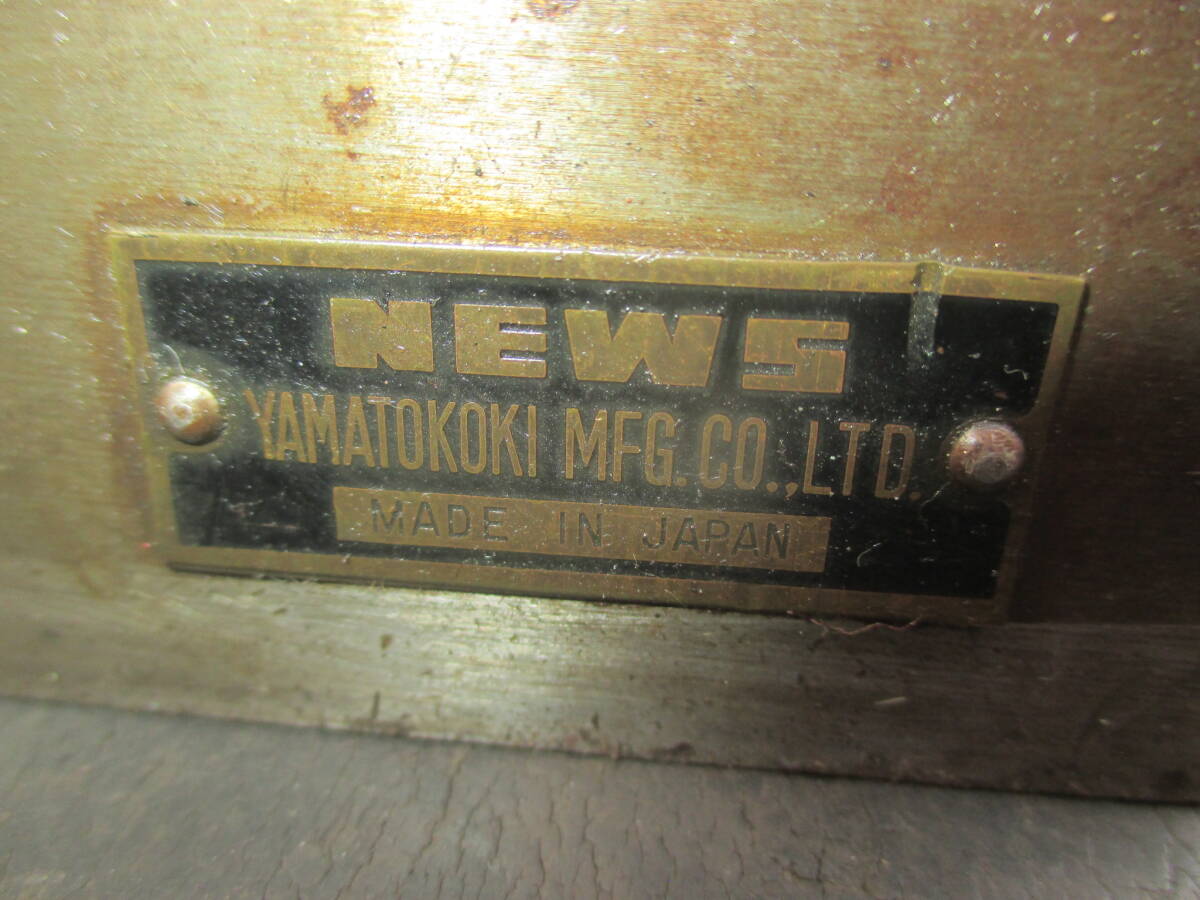 NEWS
YAMATOKOKI MFG. CO., LTD.
MADE IN JAPAN